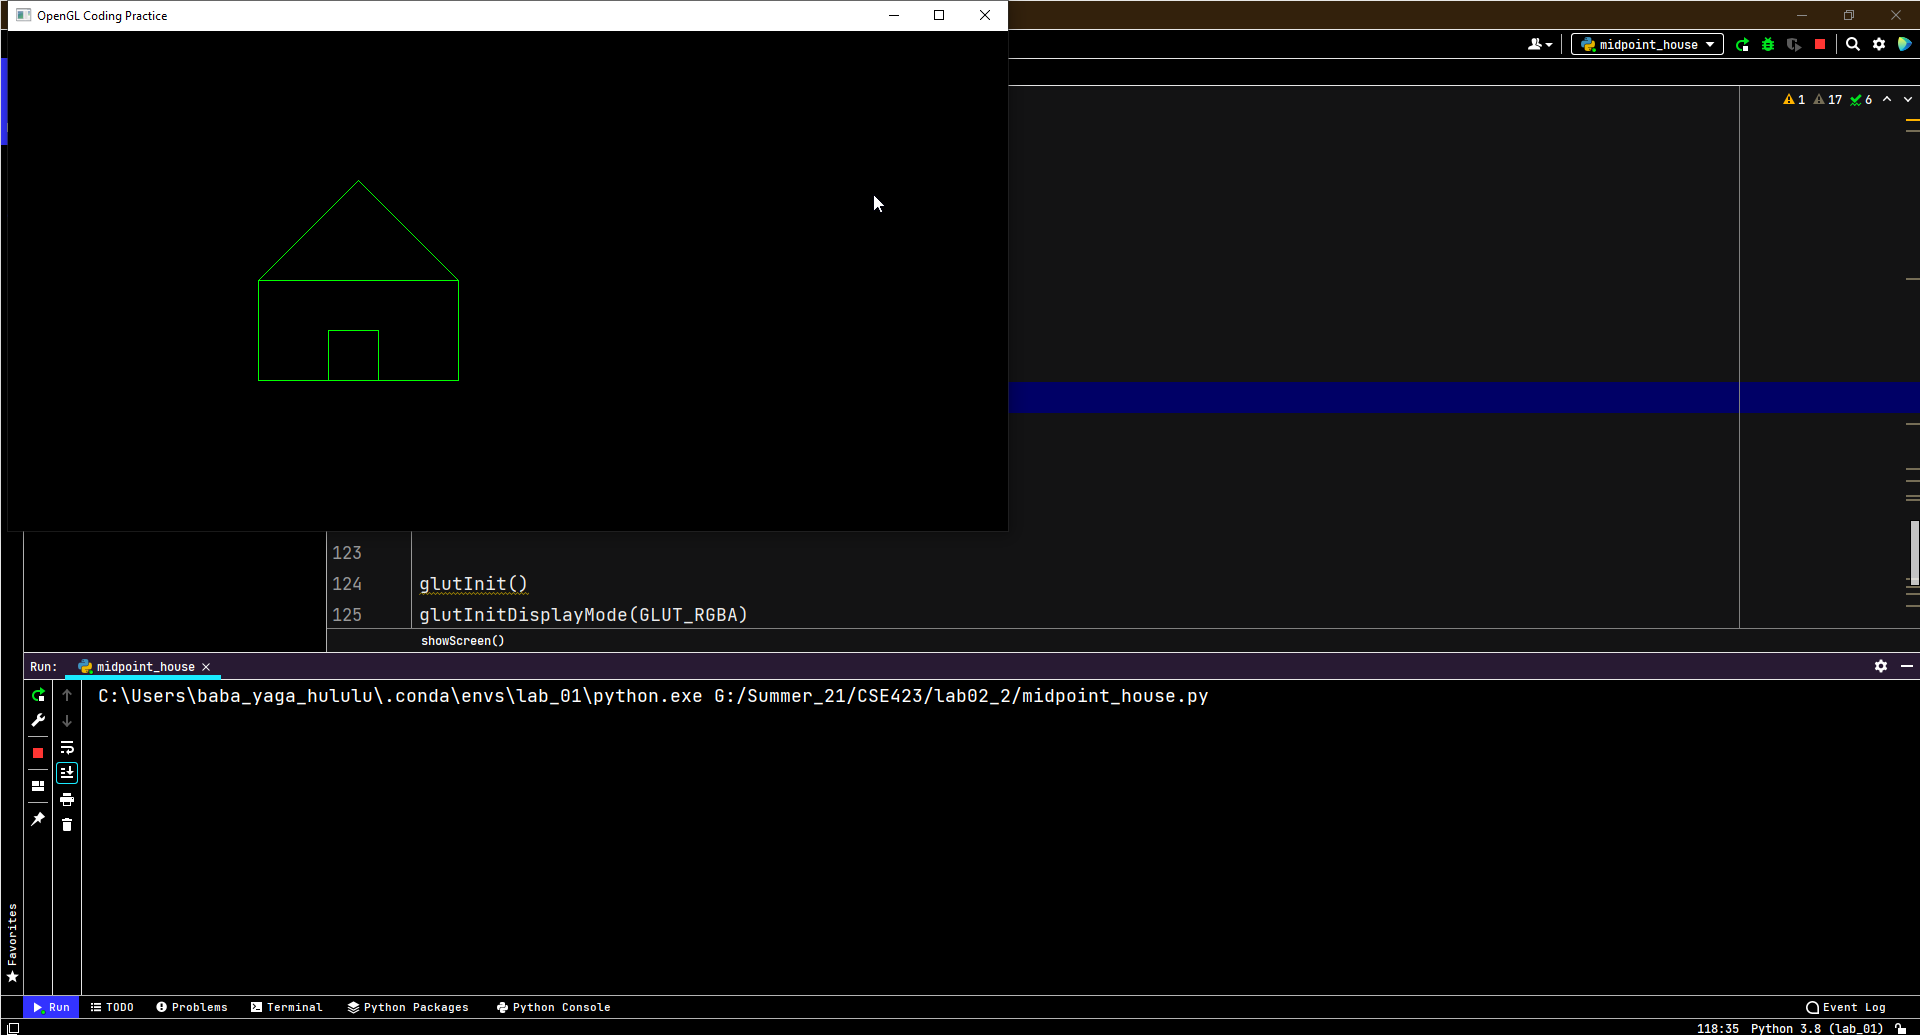 OpenGL Coding Practice
midpoint_house
1 17 6
123
124 glutInit()
125 glutInitDisplayMode(GLUT_RGBA)
showScreen()
Run: midpoint_house
C:\Users\baba_yaga_hululu\.conda\envs\lab_01\python.exe G:/Summer_21/CSE423/lab02_2/midpoint_house.py
Favorites
Run TODO Problems Terminal Python Packages Python Console Event Log
118:35 Python 3.8 (lab_01)